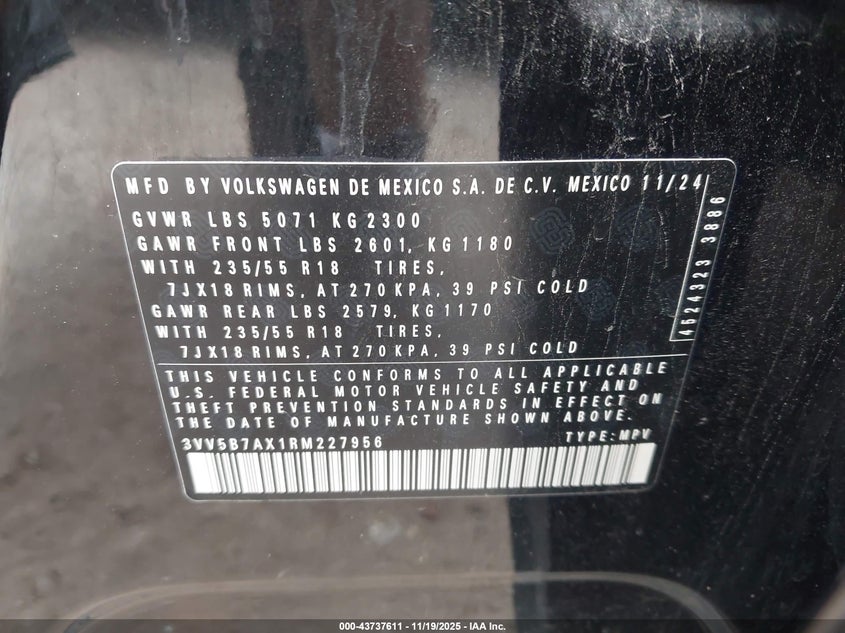 MFD BY VOLKSWAGEN DE MEXICO S.A. DE C.V. MEXICO 11/24
GVWR LBS 5071 KG 2300
GAWR FRONT LBS 2601, KG 1180
WITH 235/55 R18 TIRES,
7JX18 RIMS, AT 270 KPA, 39 PSI COLD
GAWR REAR LBS 2579, KG 1170
WITH 235/55 R18 TIRES,
7JX18 RIMS, AT 270 KPA, 39 PSI COLD
4524323 3886
THIS VEHICLE CONFORMS TO ALL APPLICABLE
U.S. FEDERAL MOTOR VEHICLE SAFETY AND
THEFT PREVENTION STANDARDS IN EFFECT ON
THE DATE OF MANUFACTURE SHOWN ABOVE.
3VV5B7AX1RM227956 TYPE: MPV
000-43737611 - 11/19/2025 - IAA Inc.